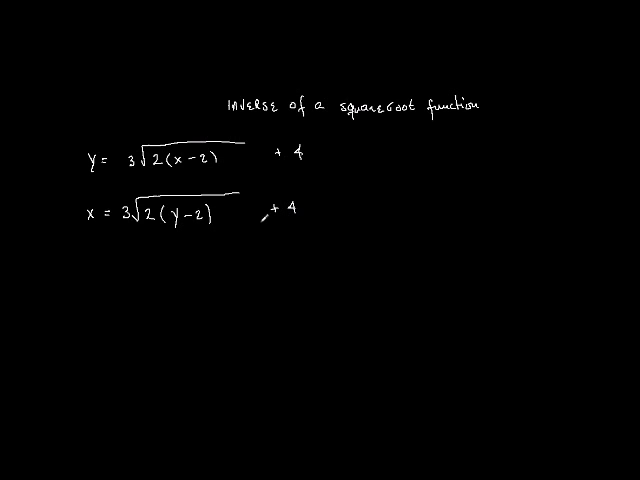 INVERSE of a squareroot function
y = 3√2(x-2) + 4
x = 3√2(y-2) + 4